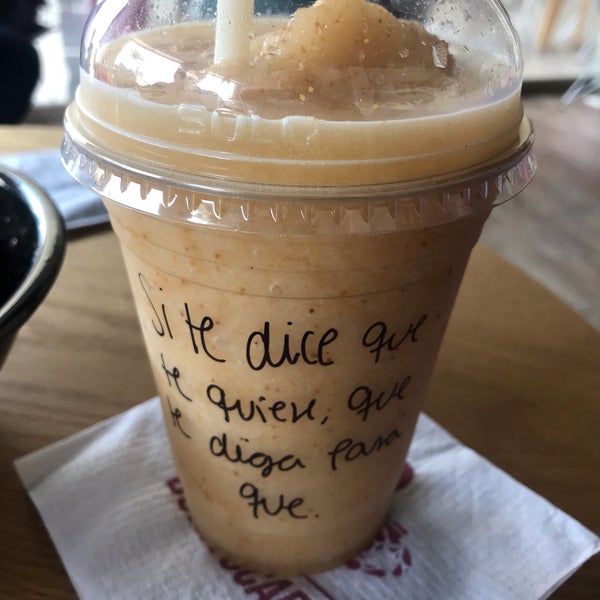 Si te dice que
te quiere, que
te diga para
que.